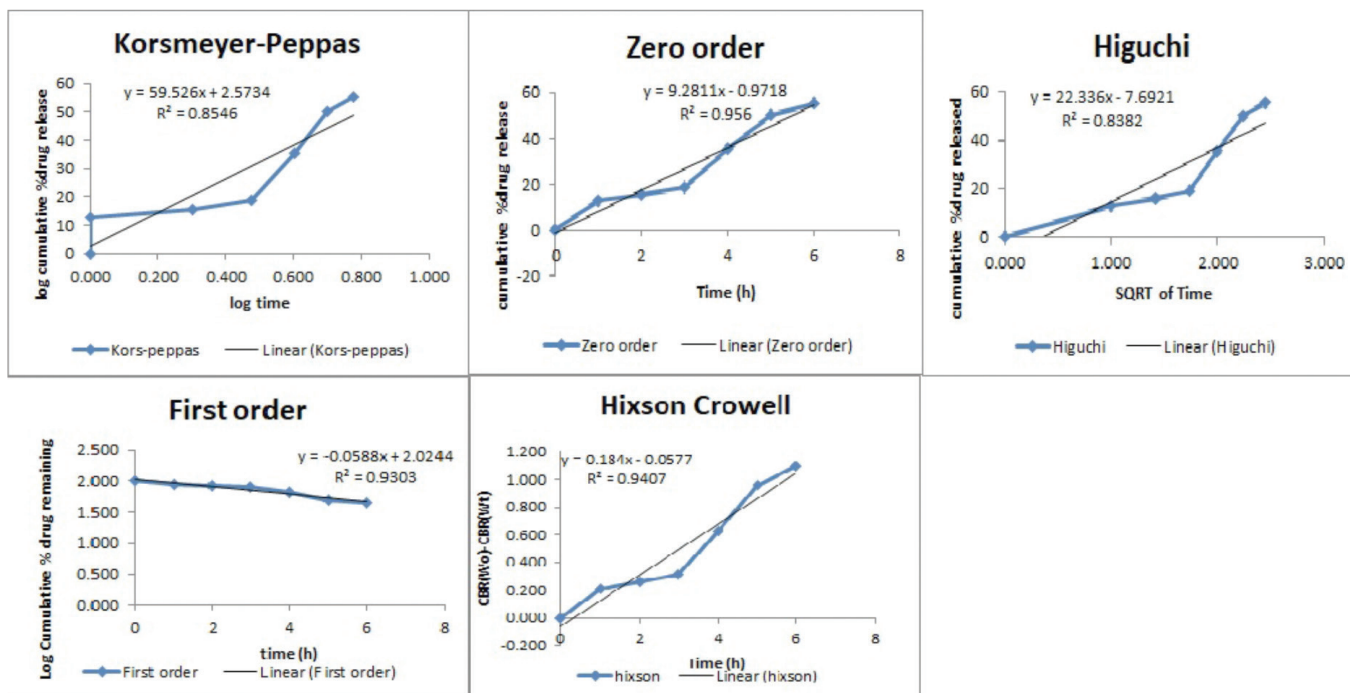 Korsmeyer-Peppas
log cumulative %drug release
60
50
40
30
20
10
0
y = 59.526x + 2.5734
R² = 0.8546
0.000 0.200 0.400 0.600 0.800 1.000
log time
Kors-peppas Linear (Kors-peppas)
Zero order
cumulative %drug release
60
40
20
0
-20
y = 9.2811x - 0.9718
R² = 0.956
0 2 4 6 8
Time (h)
Zero order Linear (Zero order)
Higuchi
cumulative %drug released
60
40
20
0
y = 22.336x - 7.6921
R² = 0.8382
0.000 1.000 2.000 3.000
SQRT of Time
Higuchi Linear (Higuchi)
First order
Log Cumulative % drug remaining
2.500
2.000
1.500
1.000
0.500
0.000
y = -0.0588x + 2.0244
R² = 0.9303
0 2 4 6 8
time (h)
First order Linear (First order)
Hixson Crowell
CBR(Wo)-CBR(Wt)
1.200
1.000
0.800
0.600
0.400
0.200
0.000
-0.200
y = 0.184x - 0.0577
R² = 0.9407
0 2 4 6 8
Time (h)
hixson Linear (hixson)